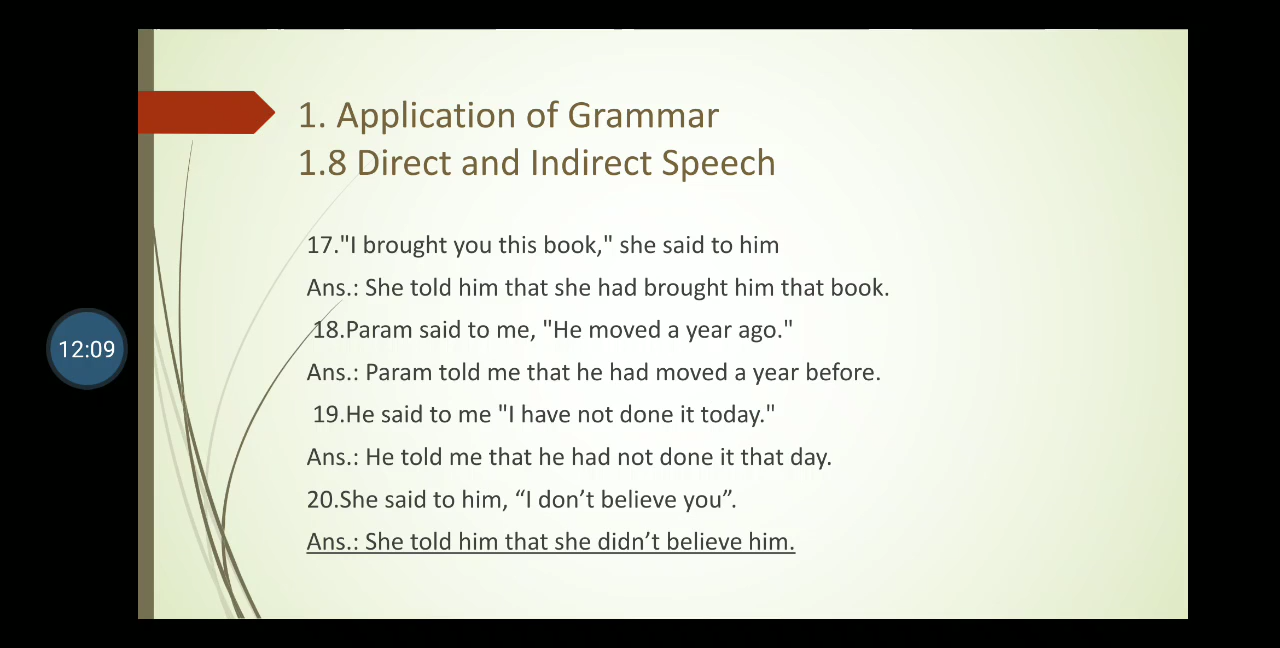 1. Application of Grammar
1.8 Direct and Indirect Speech
17."I brought you this book," she said to him
Ans.: She told him that she had brought him that book.
18.Param said to me, "He moved a year ago."
Ans.: Param told me that he had moved a year before.
19.He said to me "I have not done it today."
Ans.: He told me that he had not done it that day.
20.She said to him, “I don’t believe you”.
Ans.: She told him that she didn’t believe him.
12:09